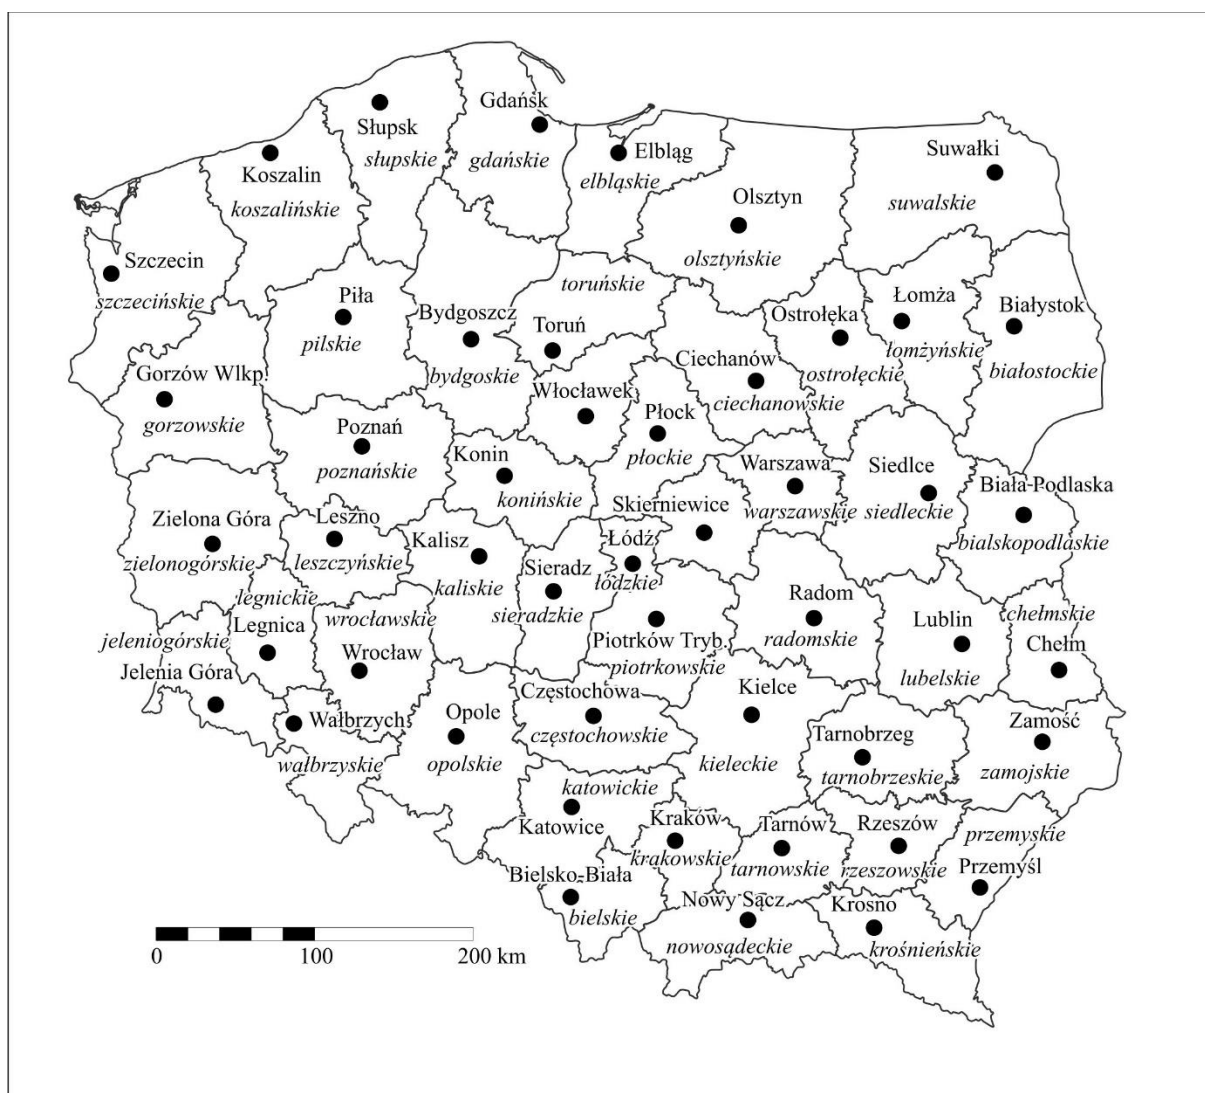 Gdańsk
gdańskie
Słupsk
słupskie
Elbląg
elbląskie
Suwałki
suwalskie
Koszalin
koszalińskie
Olsztyn
olsztyńskie
Szczecin
szczecińskie
toruńskie
Toruń
Piła
pilskie
Bydgoszcz
bydgoskie
Ostrołęka
ostrołęckie
Łomża
łomżyńskie
Białystok
białostockie
Ciechanów
ciechanowskie
Gorzów Wlkp.
gorzowskie
Włocławek
Płock
płockie
Poznań
poznańskie
Konin
konińskie
Warszawa
warszawskie
Siedlce
siedleckie
Biała-Podlaska
bialskopodlaskie
Skierniewice
Zielona Góra
zielonogórskie
Leszno
leszczyńskie
Kalisz
kaliskie
Łódź
łódzkie
Sieradz
sieradzkie
legnickie
Legnica
wrocławskie
Wrocław
Radom
radomskie
Lublin
lubelskie
chełmskie
Chełm
Piotrków Tryb.
piotrkowskie
jeleniogórskie
Jelenia Góra
Wałbrzych
wałbrzyskie
Opole
opolskie
Częstochowa
częstochowskie
Kielce
kieleckie
Tarnobrzeg
tarnobrzeskie
Zamość
zamojskie
katowickie
Katowice
Kraków
krakowskie
Tarnów
tarnowskie
Rzeszów
rzeszowskie
przemyskie
Przemyśl
Bielsko-Biała
bielskie
Nowy Sącz
nowosądeckie
Krosno
krośnieńskie
0 100 200 km